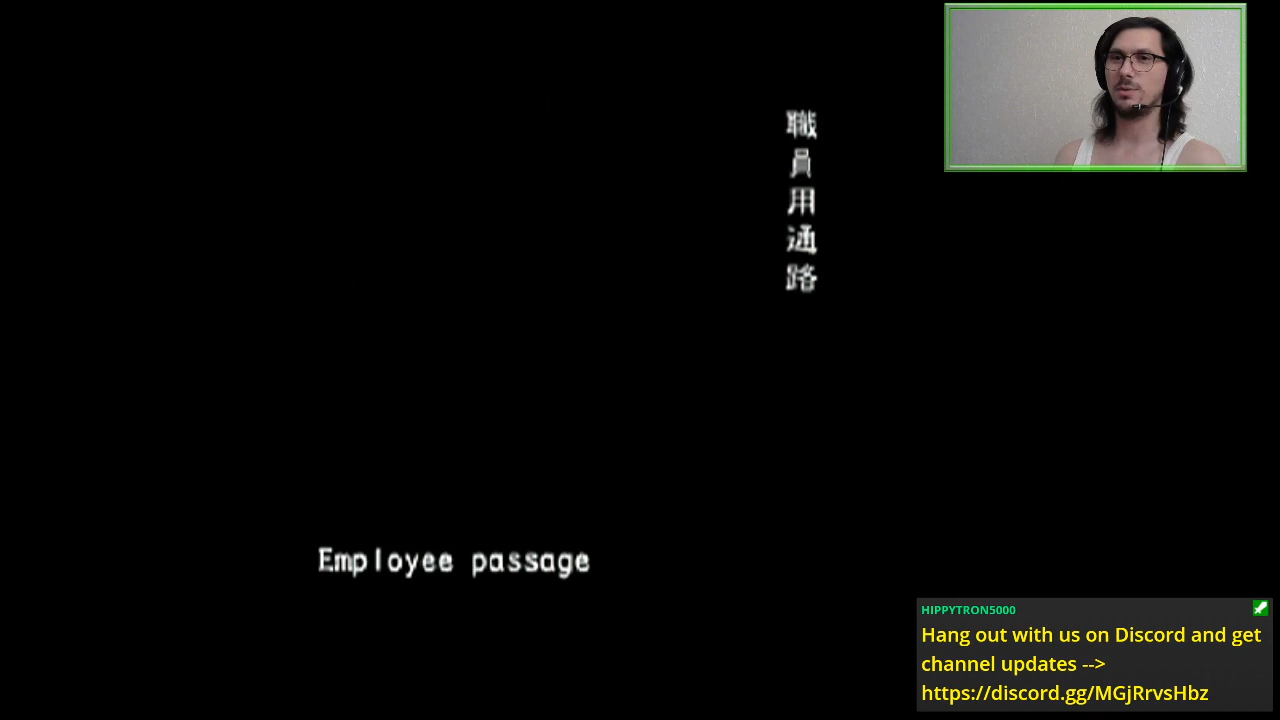 職員用通路
Employee passage
HIPPYTRON5000
Hang out with us on Discord and get
channel updates -->
https://discord.gg/MGjRrvsHbz